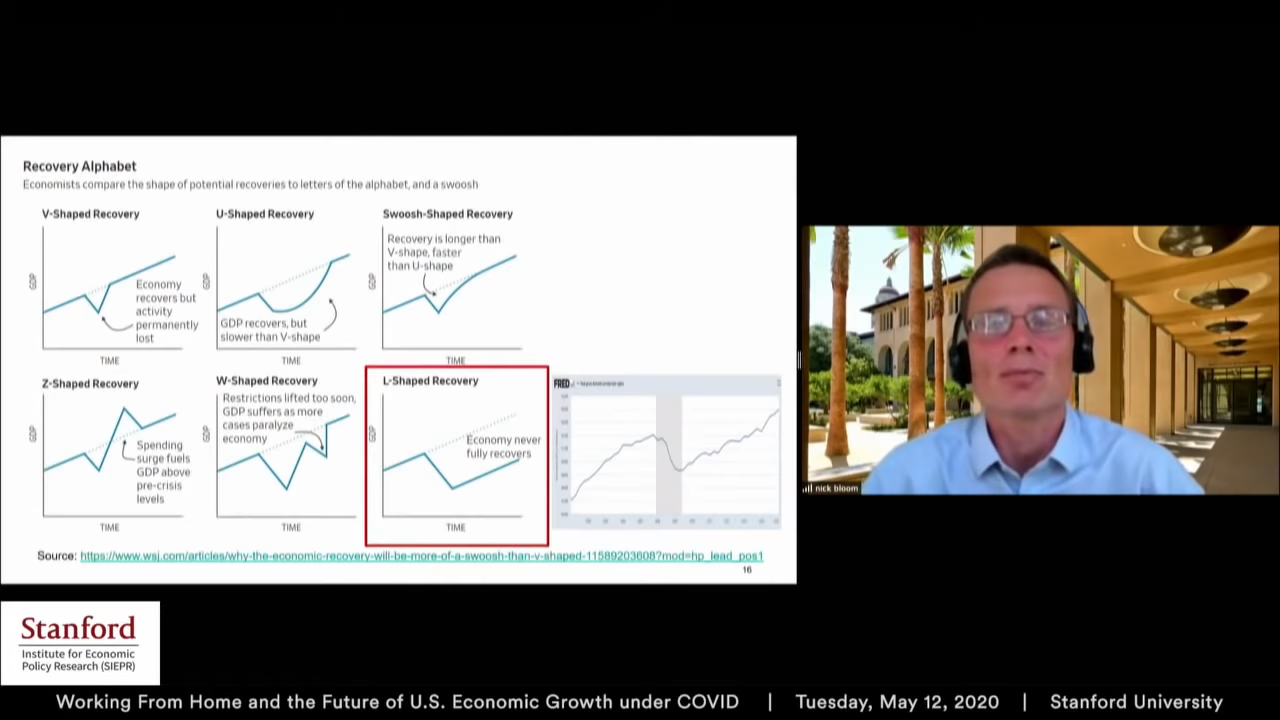 Recovery Alphabet
Economists compare the shape of potential recoveries to letters of the alphabet, and a swoosh
V-Shaped Recovery
GDP
Economy
recovers but
activity
permanently
lost
TIME
U-Shaped Recovery
GDP
GDP recovers, but
slower than V-shape
TIME
Swoosh-Shaped Recovery
GDP
Recovery is longer than
V-shape, faster
than U-shape
TIME
Z-Shaped Recovery
GDP
Spending
surge fuels
GDP above
pre-crisis
levels
TIME
W-Shaped Recovery
GDP
Restrictions lifted too soon,
GDP suffers as more
cases paralyze
economy
TIME
L-Shaped Recovery
GDP
Economy never
fully recovers
TIME
FRED
Source: https://www.wsj.com/articles/why-the-economic-recovery-will-be-more-of-a-swoosh-than-v-shaped-11589203608?mod=hp_lead_pos1
16
nick bloom
Stanford
Institute for Economic
Policy Research (SIEPR)
Working From Home and the Future of U.S. Economic Growth under COVID | Tuesday, May 12, 2020 | Stanford University